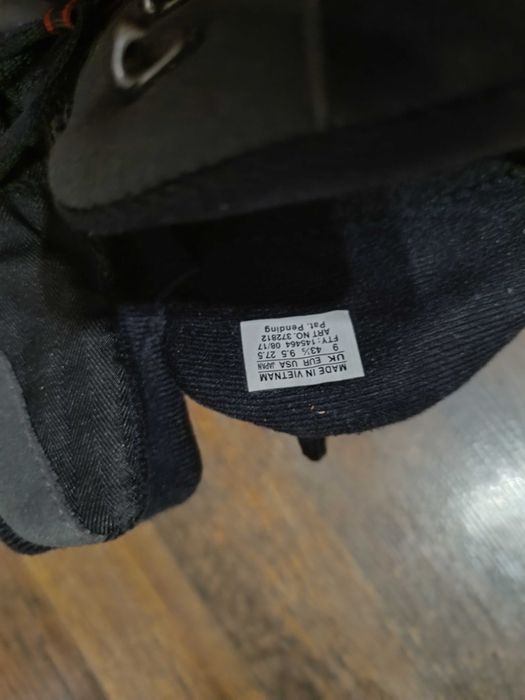 MADE IN VIETNAM
UK EUR USA JAPAN
9 43⅓ 9.5 27.5
FTY: 145464 08/17
ART NO. 372812
Pat. Pending